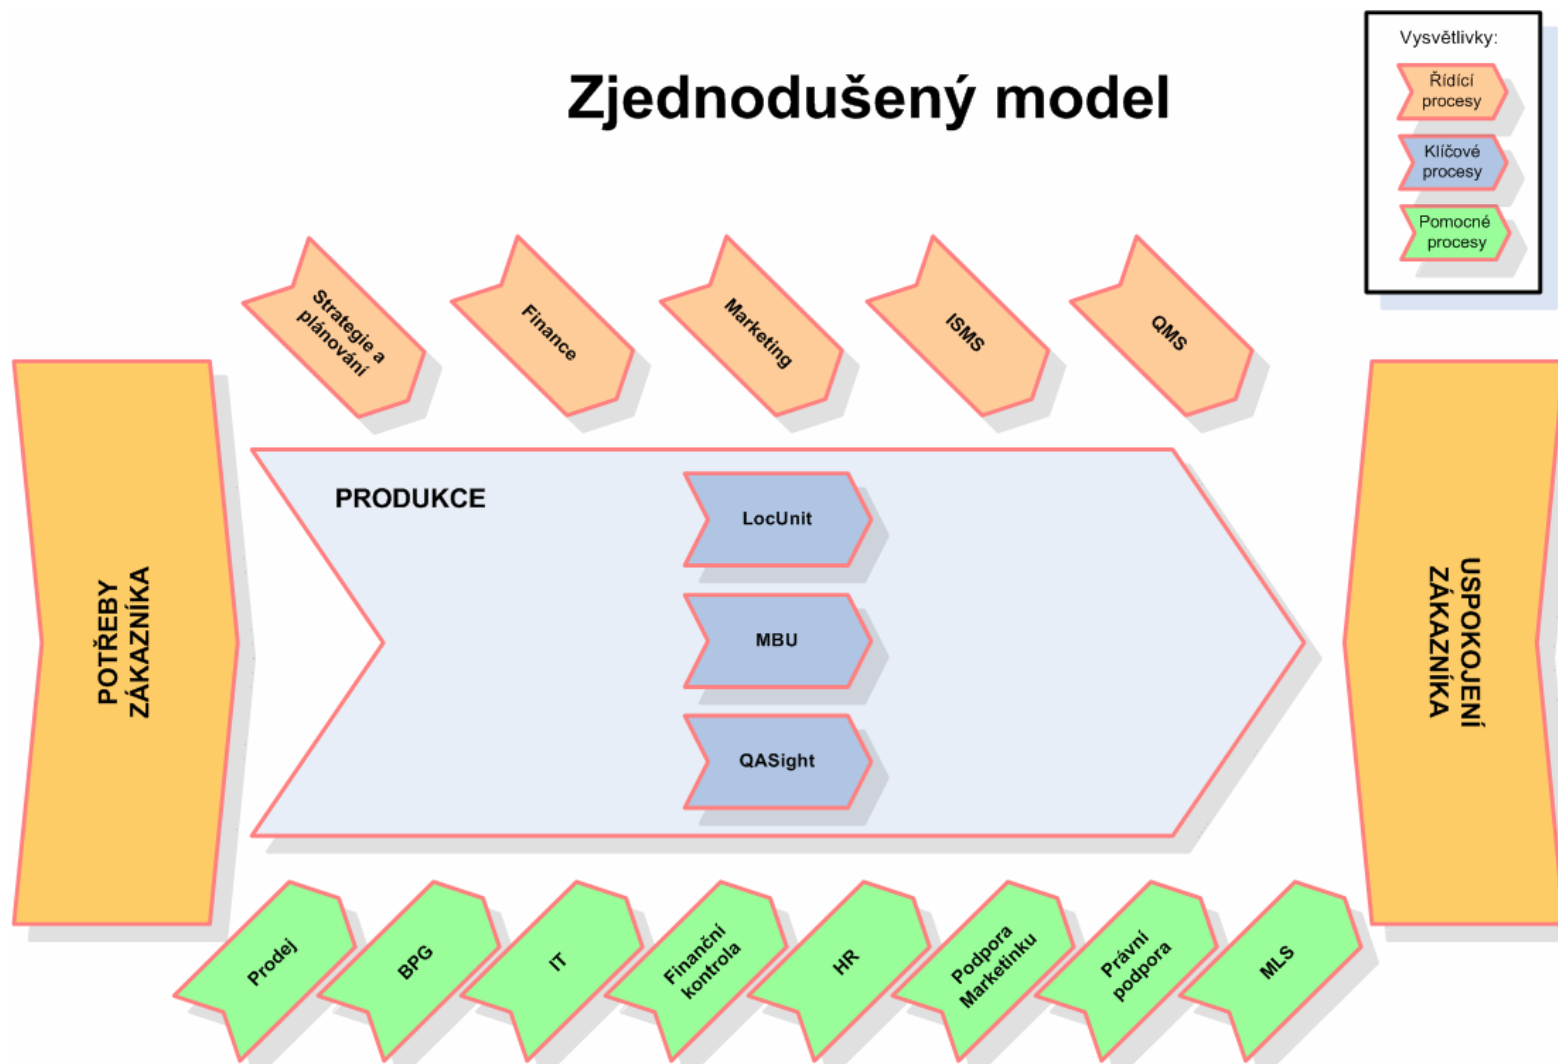 Zjednodušený model
Vysvětlivky:
Řídící
procesy
Klíčové
procesy
Pomocné
procesy
Strategie a
plánování
Finance
Marketing
ISMS
QMS
POTŘEBY
ZÁKAZNÍKA
PRODUKCE
LocUnit
MBU
QASight
USPOKOJENÍ
ZÁKAZNÍKA
Prodej
BPG
IT
Finanční
kontrola
HR
Podpora
Marketinku
Právní
podpora
MLS